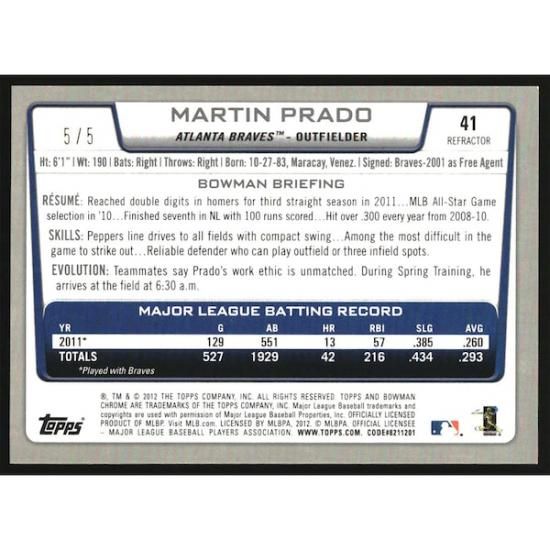 MARTIN PRADO
5/5
41
ATLANTA BRAVES™ - OUTFIELDER
REFRACTOR
Ht: 6'1" | Wt: 190 | Bats: Right | Throws: Right | Born: 10-27-83, Maracay, Venez. | Signed: Braves-2001 as Free Agent
BOWMAN BRIEFING
RÉSUMÉ: Reached double digits in homers for third straight season in 2011...MLB All-Star Game
selection in '10...Finished seventh in NL with 100 runs scored...Hit over .300 every year from 2008-10.
SKILLS: Peppers line drives to all fields with compact swing...Among the most difficult in the game
to strike out...Reliable defender who can play outfield or three infield spots.
EVOLUTION: Teammates say Prado's work ethic is unmatched. During Spring Training, he
arrives at the field at 6:30 a.m.
MAJOR LEAGUE BATTING RECORD
YR G AB HR RBI SLG AVG
2011* 129 551 13 57 .385 .260
TOTALS 527 1929 42 216 .434 .293
*Played with Braves
®, TM & © 2012 THE TOPPS COMPANY, INC. ALL RIGHTS RESERVED. TOPPS AND BOWMAN
CHROME ARE TRADEMARKS OF THE TOPPS COMPANY, INC. Major League Baseball trademarks and
copyrights are used with permission of Major League Baseball Properties, Inc. OFFICIALLY LICENSED
PRODUCT OF MLBP. Visit MLB.com. OFFICIALLY LICENSED PRODUCT OF MLBPA, 2012. © MLBPA. OFFICIAL LICENSEE
– MAJOR LEAGUE BASEBALL PLAYERS ASSOCIATION WWW.TOPPS.COM. CODE#8211201
Topps